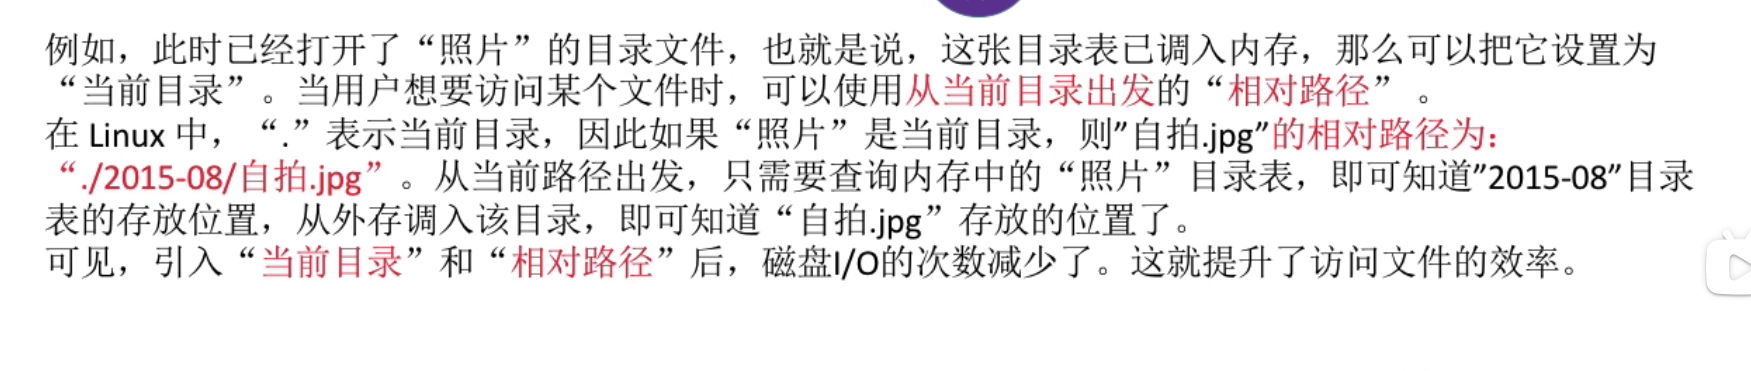 例如，此时已经打开了“照片”的目录文件，也就是说，这张目录表已调入内存，那么可以把它设置为
“当前目录”。当用户想要访问某个文件时，可以使用从当前目录出发的“相对路径” 。
在 Linux 中，“.”表示当前目录，因此如果“照片”是当前目录，则”自拍.jpg”的相对路径为：
“./2015-08/自拍.jpg”。从当前路径出发，只需要查询内存中的“照片”目录表，即可知道”2015-08”目录
表的存放位置，从外存调入该目录，即可知道“自拍.jpg”存放的位置了。
可见，引入“当前目录”和“相对路径”后，磁盘I/O的次数减少了。这就提升了访问文件的效率。